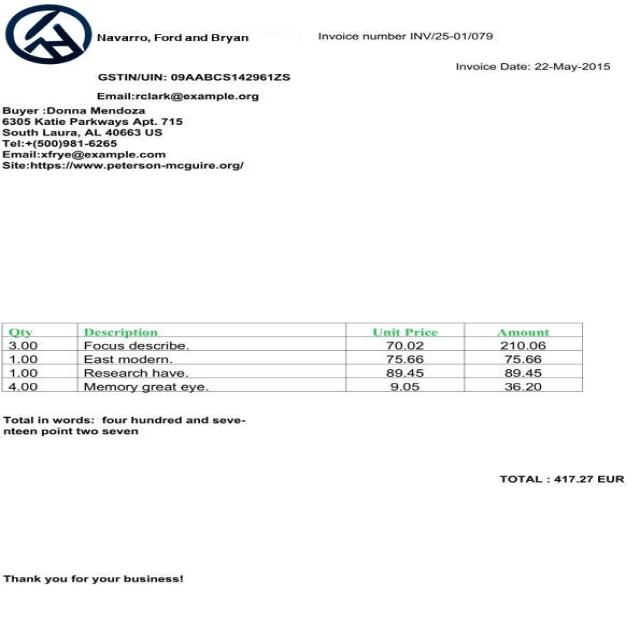 Navarro, Ford and Bryan
Invoice number INV/25-01/079
Invoice Date: 22-May-2015
GSTIN/UIN: 09AABCS142961ZS
Email:rclark@example.org
Buyer :Donna Mendoza
6305 Katie Parkways Apt. 715
South Laura, AL 40663 US
Tel:+(500)981-6265
Email:xfrye@example.com
Site:https://www.peterson-mcguire.org/
Qty Description Unit Price Amount
3.00 Focus describe. 70.02 210.06
1.00 East modern. 75.66 75.66
1.00 Research have. 89.45 89.45
4.00 Memory great eye. 9.05 36.20
Total in words: four hundred and seve-
nteen point two seven
TOTAL : 417.27 EUR
Thank you for your business!